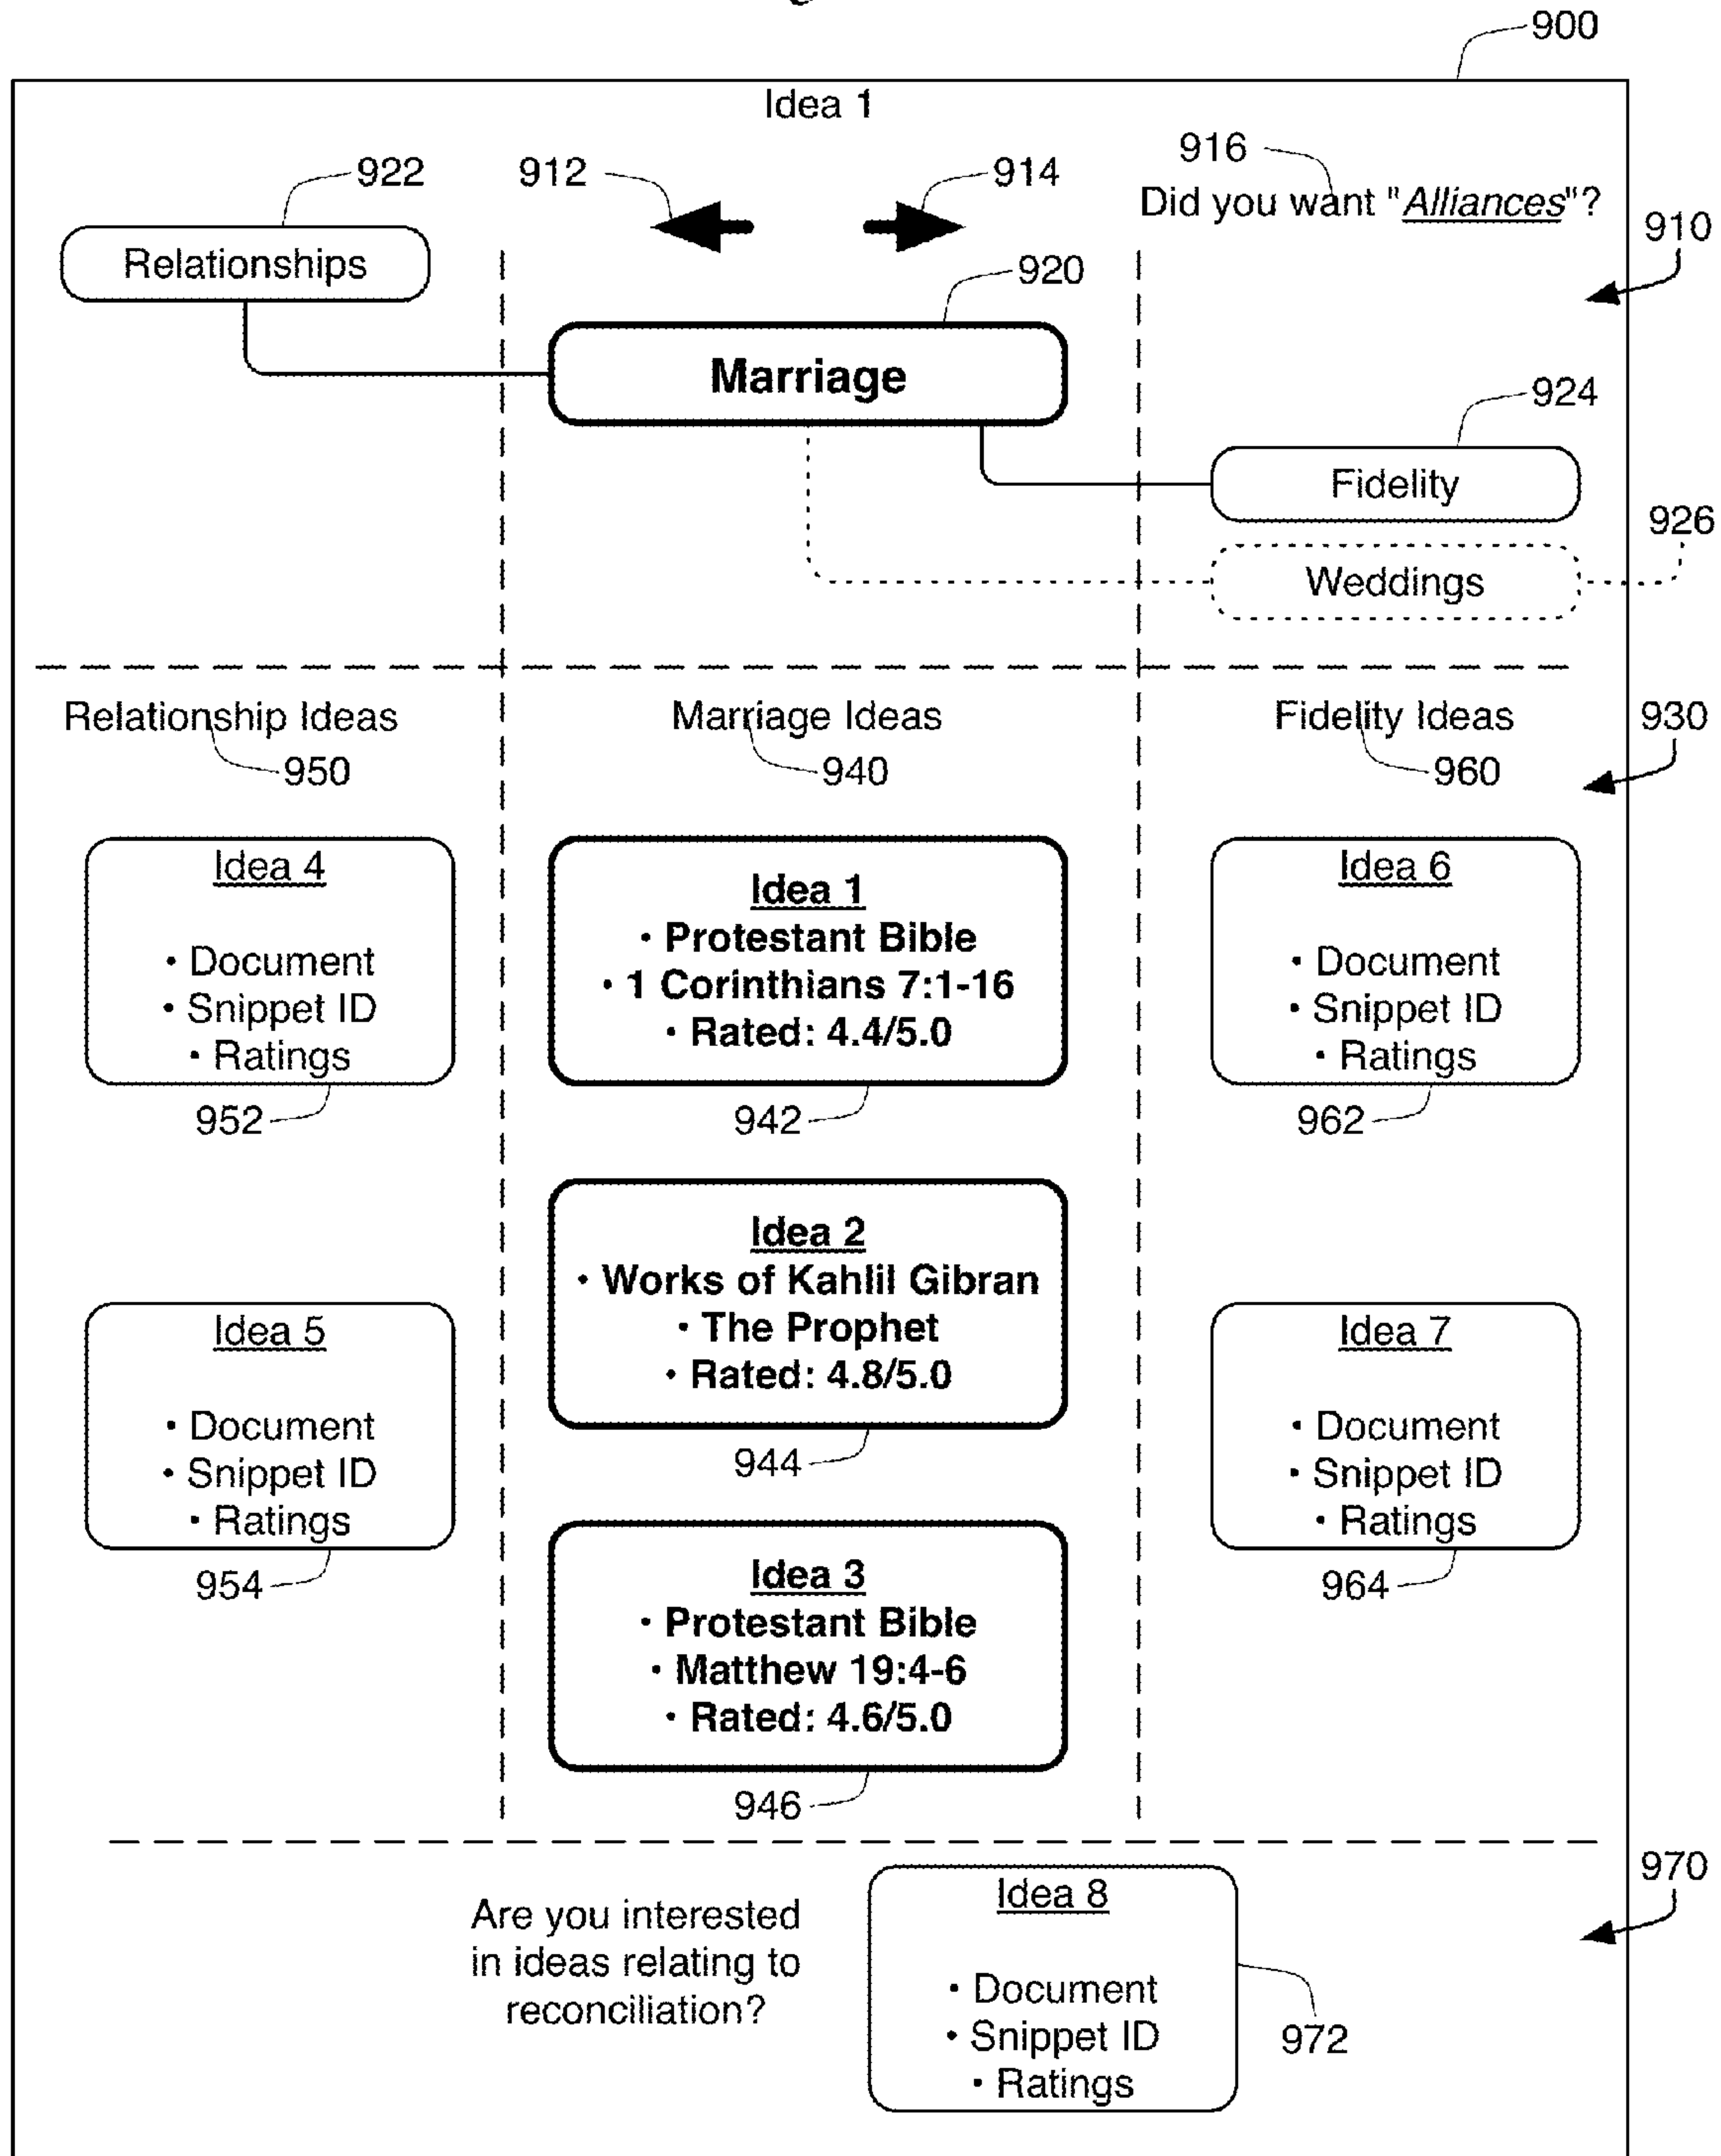 900
Idea 1
916
922
912
914
Did you want "Alliances"?
910
Relationships
920
Marriage
924
Fidelity
926
Weddings
Relationship Ideas
Marriage Ideas
Fidelity Ideas
930
950
940
960
Idea 4
• Document
• Snippet ID
• Ratings
952
Idea 1
• Protestant Bible
• 1 Corinthians 7:1-16
• Rated: 4.4/5.0
942
Idea 6
• Document
• Snippet ID
• Ratings
962
Idea 2
• Works of Kahlil Gibran
• The Prophet
• Rated: 4.8/5.0
944
Idea 5
• Document
• Snippet ID
• Ratings
954
Idea 7
• Document
• Snippet ID
• Ratings
964
Idea 3
• Protestant Bible
• Matthew 19:4-6
• Rated: 4.6/5.0
946
970
Are you interested
in ideas relating to
reconciliation?
Idea 8
• Document
• Snippet ID
• Ratings
972